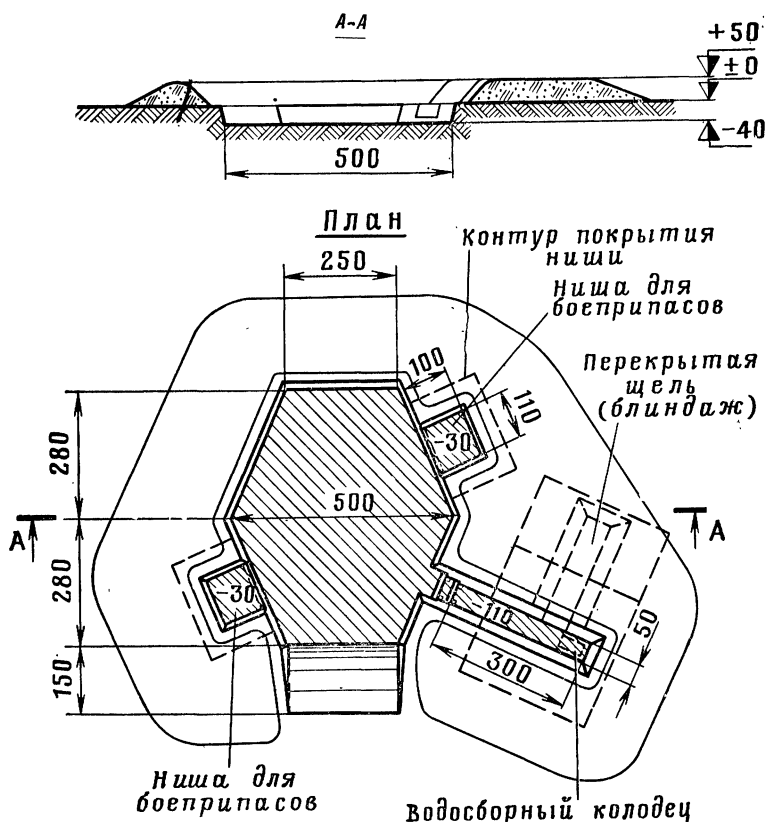 А-А
+50
±0
-40
500
План
Контур покрытия
ниши
250
Ниша для
боеприпасов
100
Перекрытая
щель
(блиндаж)
110
-30
280
500
А
А
280
-30
-110
50
300
150
Ниша для
боеприпасов
Водосборный колодец